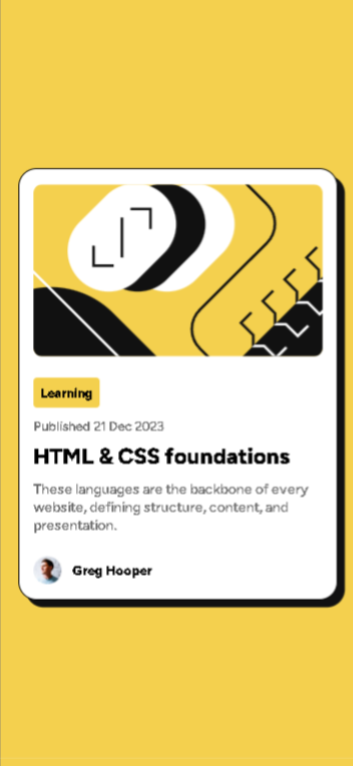 Learning
Published 21 Dec 2023
HTML & CSS foundations
These languages are the backbone of every
website, defining structure, content, and
presentation.
Greg Hooper